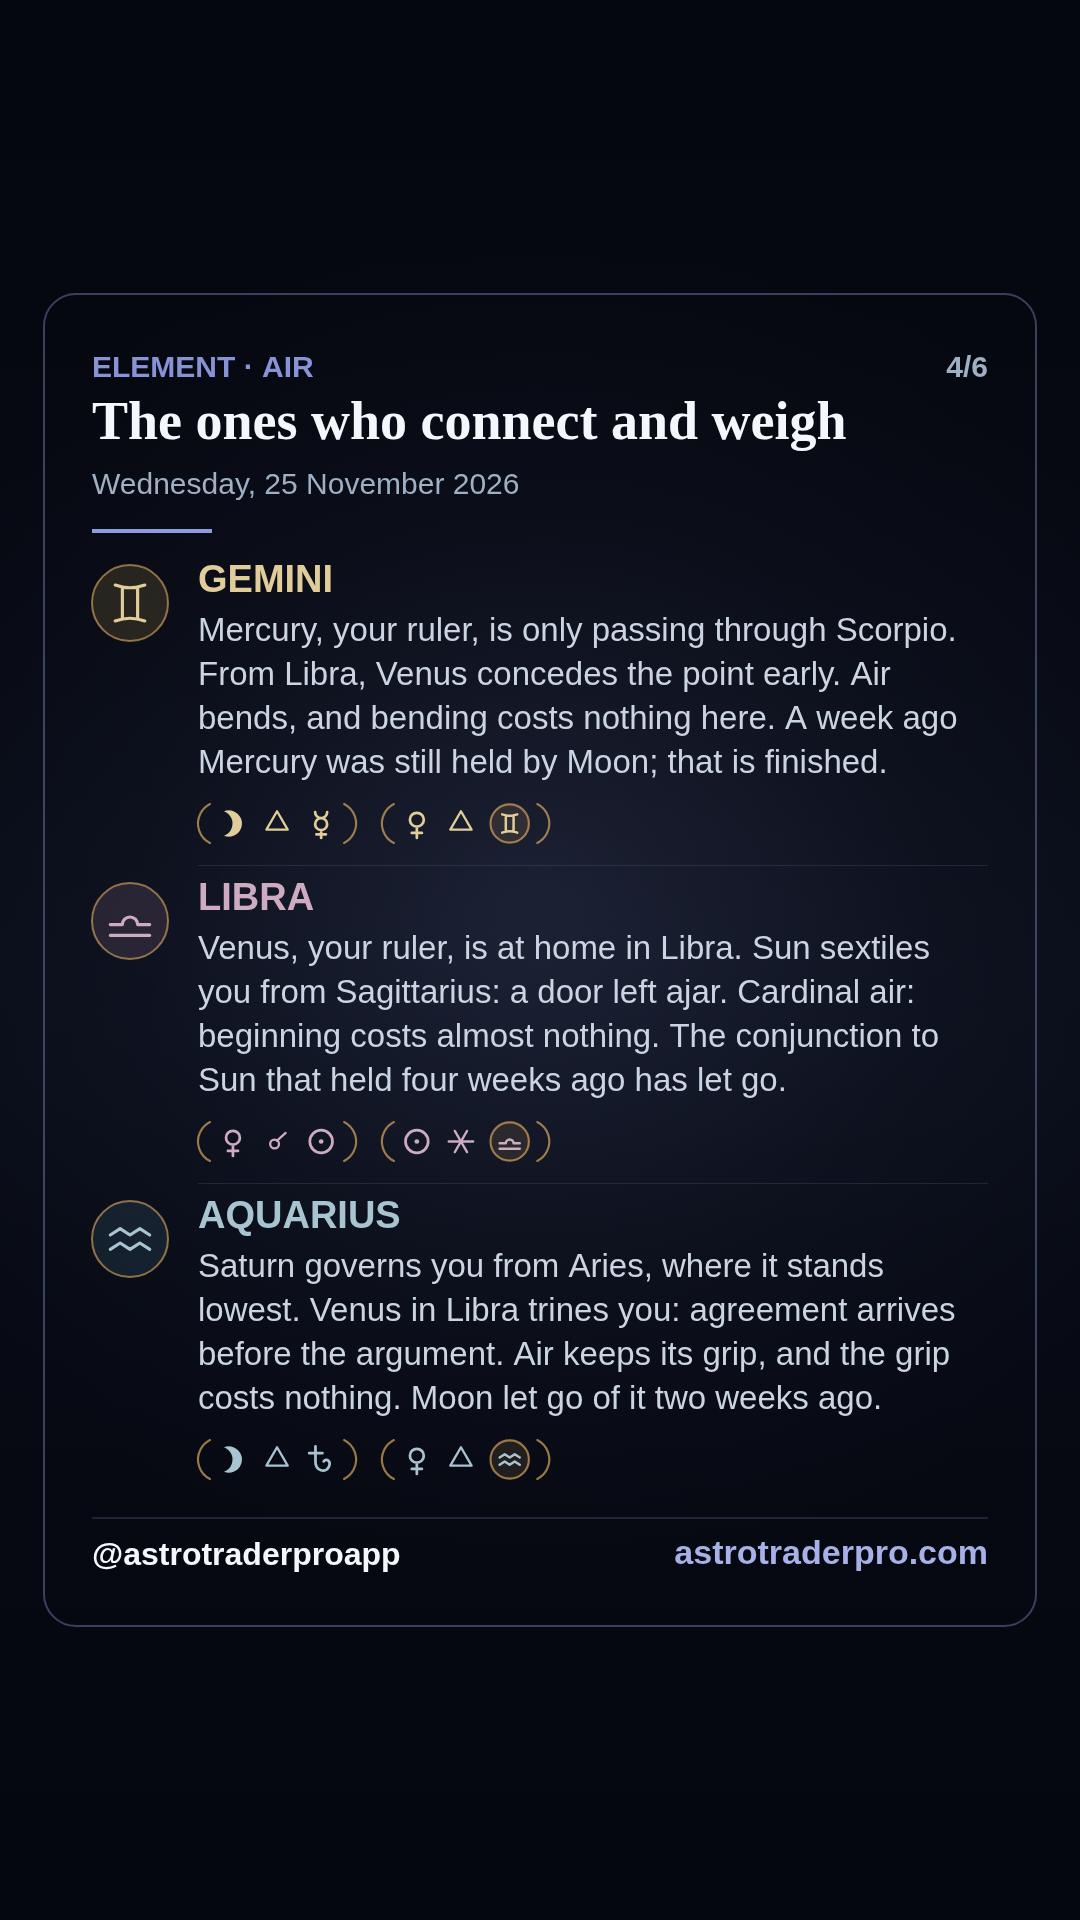 ELEMENT · AIR
4/6
The ones who connect and weigh
Wednesday, 25 November 2026
♊
GEMINI
Mercury, your ruler, is only passing through Scorpio.
From Libra, Venus concedes the point early. Air
bends, and bending costs nothing here. A week ago
Mercury was still held by Moon; that is finished.
(☽ △ ☿) (♀ △ ♊)
♎
LIBRA
Venus, your ruler, is at home in Libra. Sun sextiles
you from Sagittarius: a door left ajar. Cardinal air:
beginning costs almost nothing. The conjunction to
Sun that held four weeks ago has let go.
(♀ ☌ ☉) (☉ ⚹ ♎)
♒
AQUARIUS
Saturn governs you from Aries, where it stands
lowest. Venus in Libra trines you: agreement arrives
before the argument. Air keeps its grip, and the grip
costs nothing. Moon let go of it two weeks ago.
(☽ △ ♄) (♀ △ ♒)
@astrotraderproapp
astrotraderpro.com